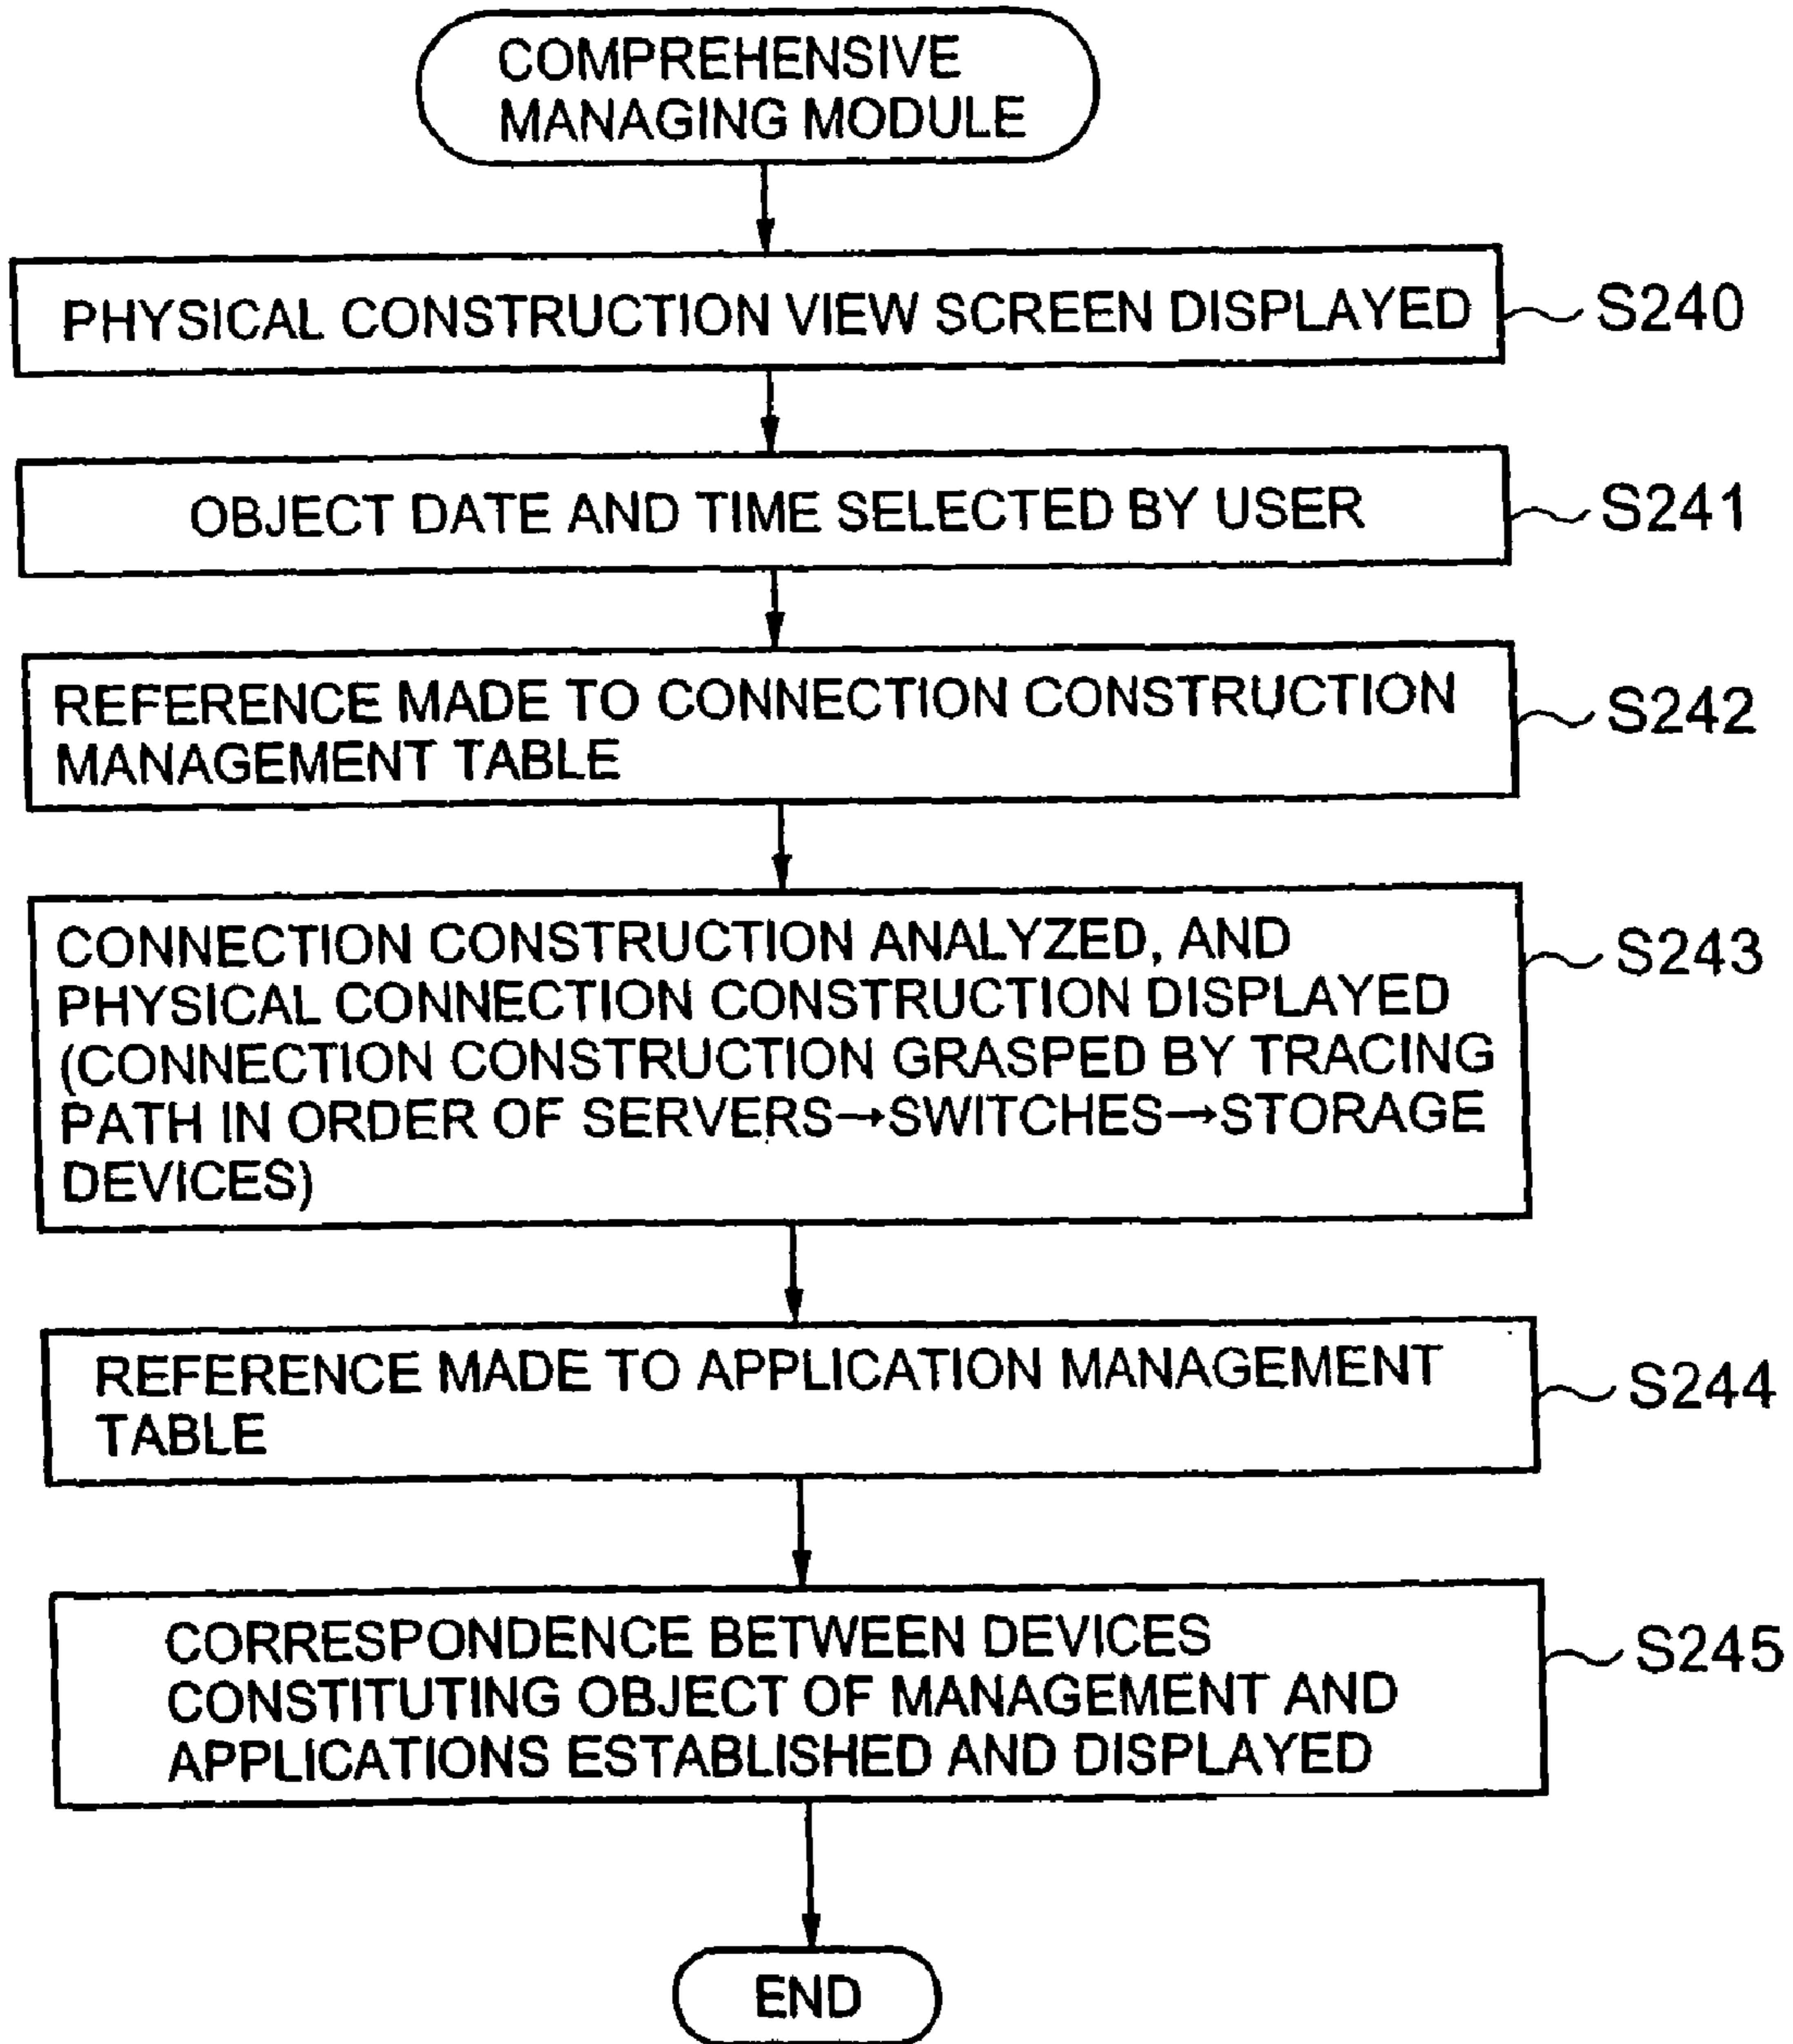 COMPREHENSIVE
MANAGING MODULE
PHYSICAL CONSTRUCTION VIEW SCREEN DISPLAYED
S240
OBJECT DATE AND TIME SELECTED BY USER
S241
REFERENCE MADE TO CONNECTION CONSTRUCTION
MANAGEMENT TABLE
S242
CONNECTION CONSTRUCTION ANALYZED, AND
PHYSICAL CONNECTION CONSTRUCTION DISPLAYED
(CONNECTION CONSTRUCTION GRASPED BY TRACING
PATH IN ORDER OF SERVERS→SWITCHES→STORAGE
DEVICES)
S243
REFERENCE MADE TO APPLICATION MANAGEMENT
TABLE
S244
CORRESPONDENCE BETWEEN DEVICES
CONSTITUTING OBJECT OF MANAGEMENT AND
APPLICATIONS ESTABLISHED AND DISPLAYED
S245
END